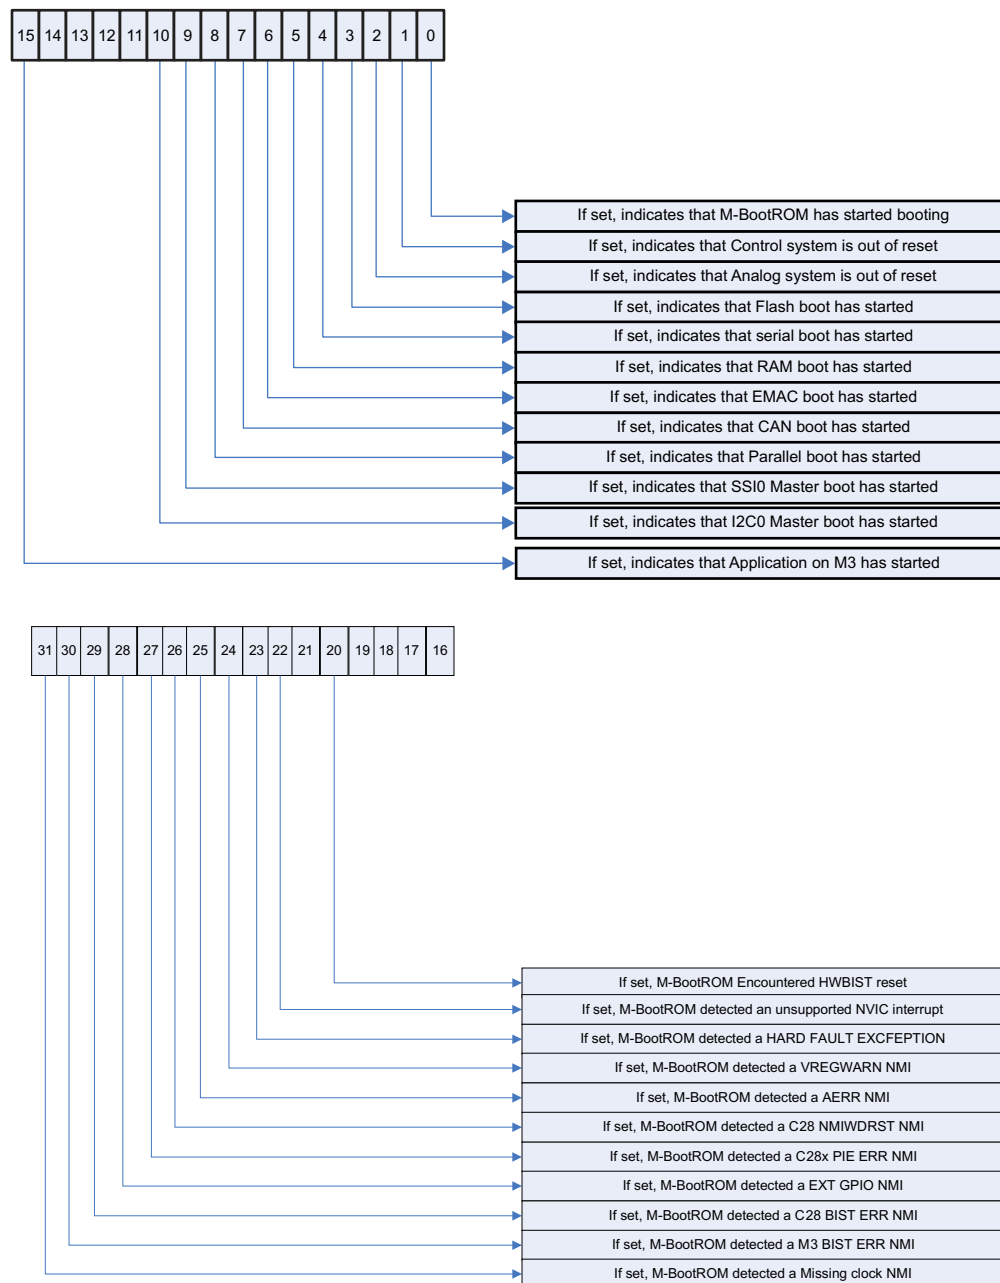 15 14 13 12 11 10 9 8 7 6 5 4 3 2 1 0
If set, indicates that M-BootROM has started booting
If set, indicates that Control system is out of reset
If set, indicates that Analog system is out of reset
If set, indicates that Flash boot has started
If set, indicates that serial boot has started
If set, indicates that RAM boot has started
If set, indicates that EMAC boot has started
If set, indicates that CAN boot has started
If set, indicates that Parallel boot has started
If set, indicates that SSI0 Master boot has started
If set, indicates that I2C0 Master boot has started
If set, indicates that Application on M3 has started
31 30 29 28 27 26 25 24 23 22 21 20 19 18 17 16
If set, M-BootROM Encountered HWBIST reset
If set, M-BootROM detected an unsupported NVIC interrupt
If set, M-BootROM detected a HARD FAULT EXCFEPTION
If set, M-BootROM detected a VREGWARN NMI
If set, M-BootROM detected a AERR NMI
If set, M-BootROM detected a C28 NMIWDRST NMI
If set, M-BootROM detected a C28x PIE ERR NMI
If set, M-BootROM detected a EXT GPIO NMI
If set, M-BootROM detected a C28 BIST ERR NMI
If set, M-BootROM detected a M3 BIST ERR NMI
If set, M-BootROM detected a Missing clock NMI